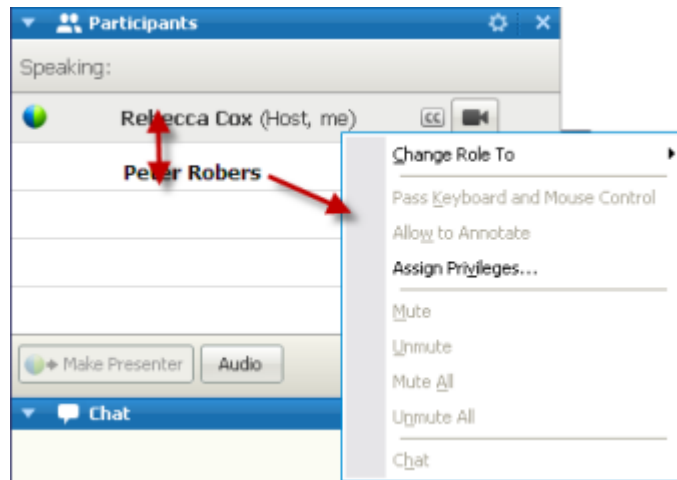 Participants
Speaking:
Rebecca Cox (Host, me)
CC
Peter Robers
Make Presenter
Audio
Chat
Change Role To
Pass Keyboard and Mouse Control
Allow to Annotate
Assign Privileges...
Mute
Unmute
Mute All
Unmute All
Chat